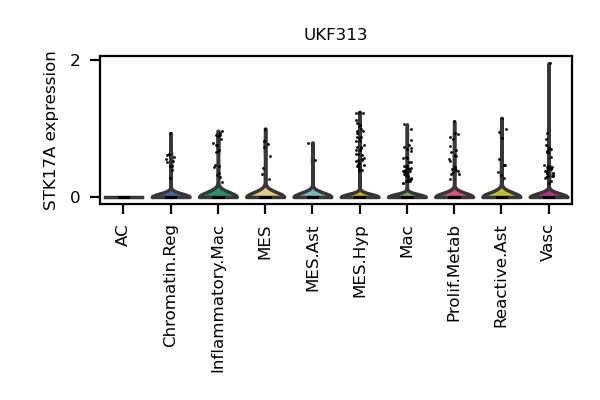 UKF313
STK17A expression
2
0
AC
Chromatin.Reg
Inflammatory.Mac
MES
MES.Ast
MES.Hyp
Mac
Prolif.Metab
Reactive.Ast
Vasc